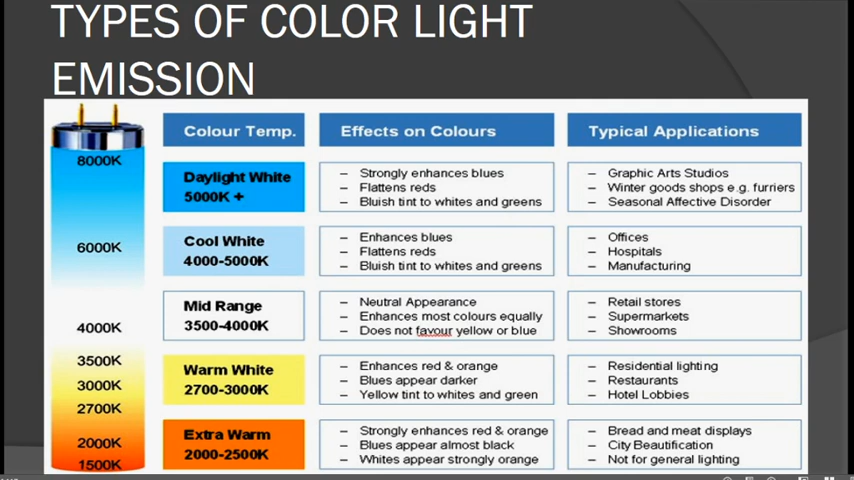 TYPES OF COLOR LIGHT
EMISSION
8000K
6000K
4000K
3500K
3000K
2700K
2000K
1500K
Colour Temp.
Effects on Colours
Typical Applications
Daylight White
5000K +
– Strongly enhances blues
– Flattens reds
– Bluish tint to whites and greens
– Graphic Arts Studios
– Winter goods shops e.g. furriers
– Seasonal Affective Disorder
Cool White
4000-5000K
– Enhances blues
– Flattens reds
– Bluish tint to whites and greens
– Offices
– Hospitals
– Manufacturing
Mid Range
3500-4000K
– Neutral Appearance
– Enhances most colours equally
– Does not favour yellow or blue
– Retail stores
– Supermarkets
– Showrooms
Warm White
2700-3000K
– Enhances red & orange
– Blues appear darker
– Yellow tint to white and green
– Residential lighting
– Restaurants
– Hotel Lobbies
Extra Warm
2000-2500K
– Strongly enhances red & orange
– Blues appear almost black
– Whites appear strongly orange
– Bread and meat displays
– City Beautification
– Not for general lighting